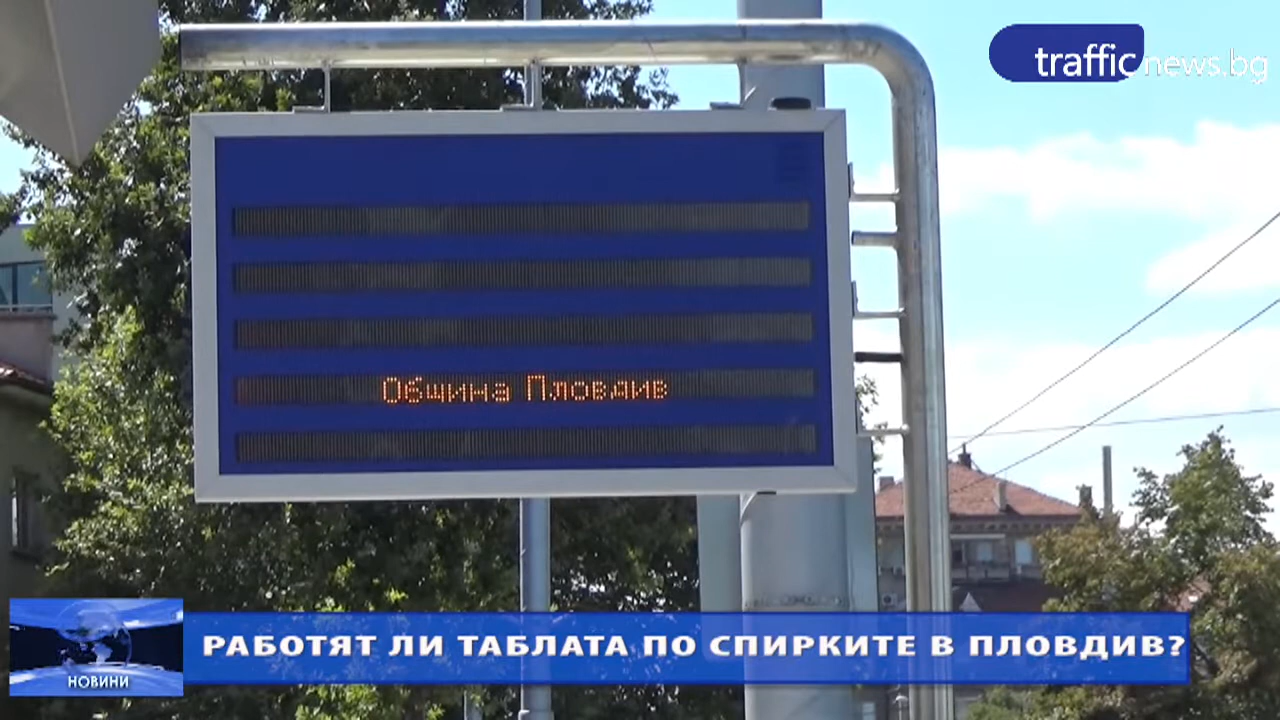 trafficnews.bg
Община Пловдив
РАБОТЯТ ЛИ ТАБЛАТА ПО СПИРКИТЕ В ПЛОВДИВ?
НОВИНИ